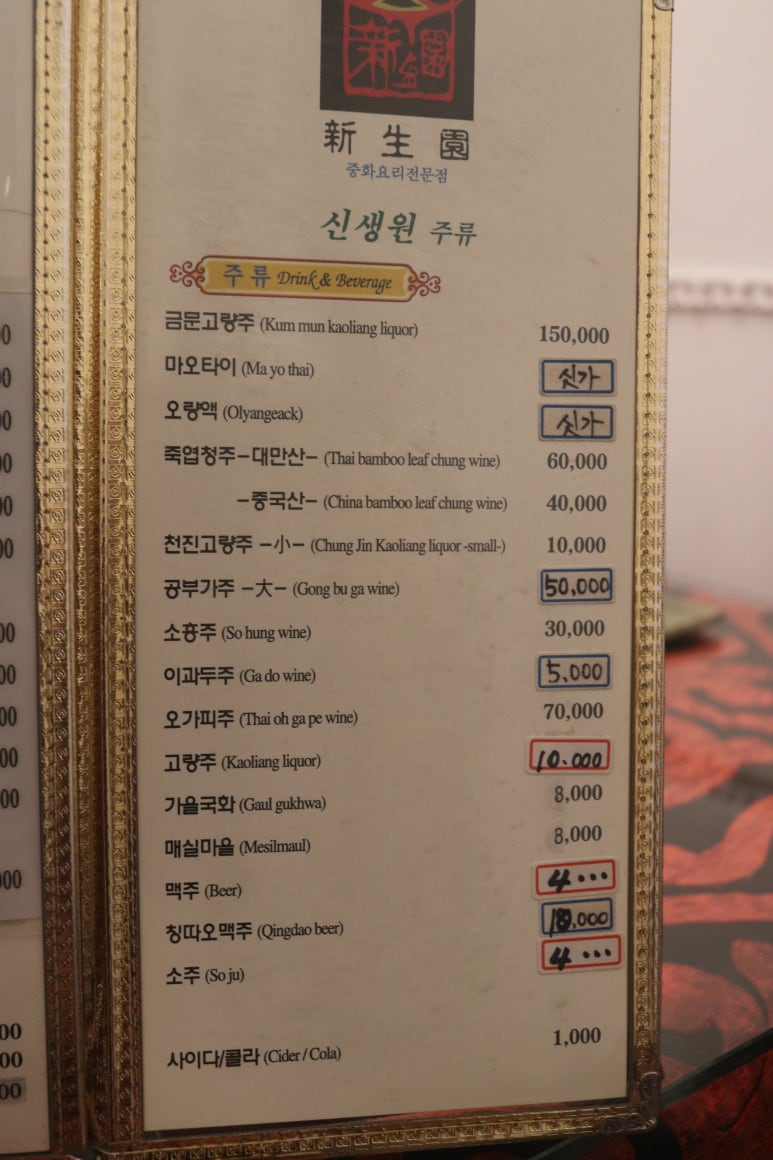 新生園
新生園
중화요리전문점
신생원 주류
주류 Drink & Beverage
금문고량주 (Kum mun kaoliang liquor) 150,000
마오타이 (Ma yo thai) 싯가
오량액 (Olyangeack) 싯가
죽엽청주-대만산- (Thai bamboo leaf chung wine) 60,000
-중국산- (China bamboo leaf chung wine) 40,000
천진고량주 -小- (Chung Jin Kaoliang liquor -small-) 10,000
공부가주 -大- (Gong bu ga wine) 50.000
소흥주 (So hung wine) 30,000
이과두주 (Ga do wine) 5.000
오가피주 (Thai oh ga pe wine) 70,000
고량주 (Kaoliang liquor) 10.000
가을국화 (Gaul gukhwa) 8,000
매실마을 (Mesilmaul) 8,000
맥주 (Beer) 4...
칭따오맥주 (Qingdao beer) 10,000
소주 (So ju) 4...
사이다/콜라 (Cider / Cola) 1,000